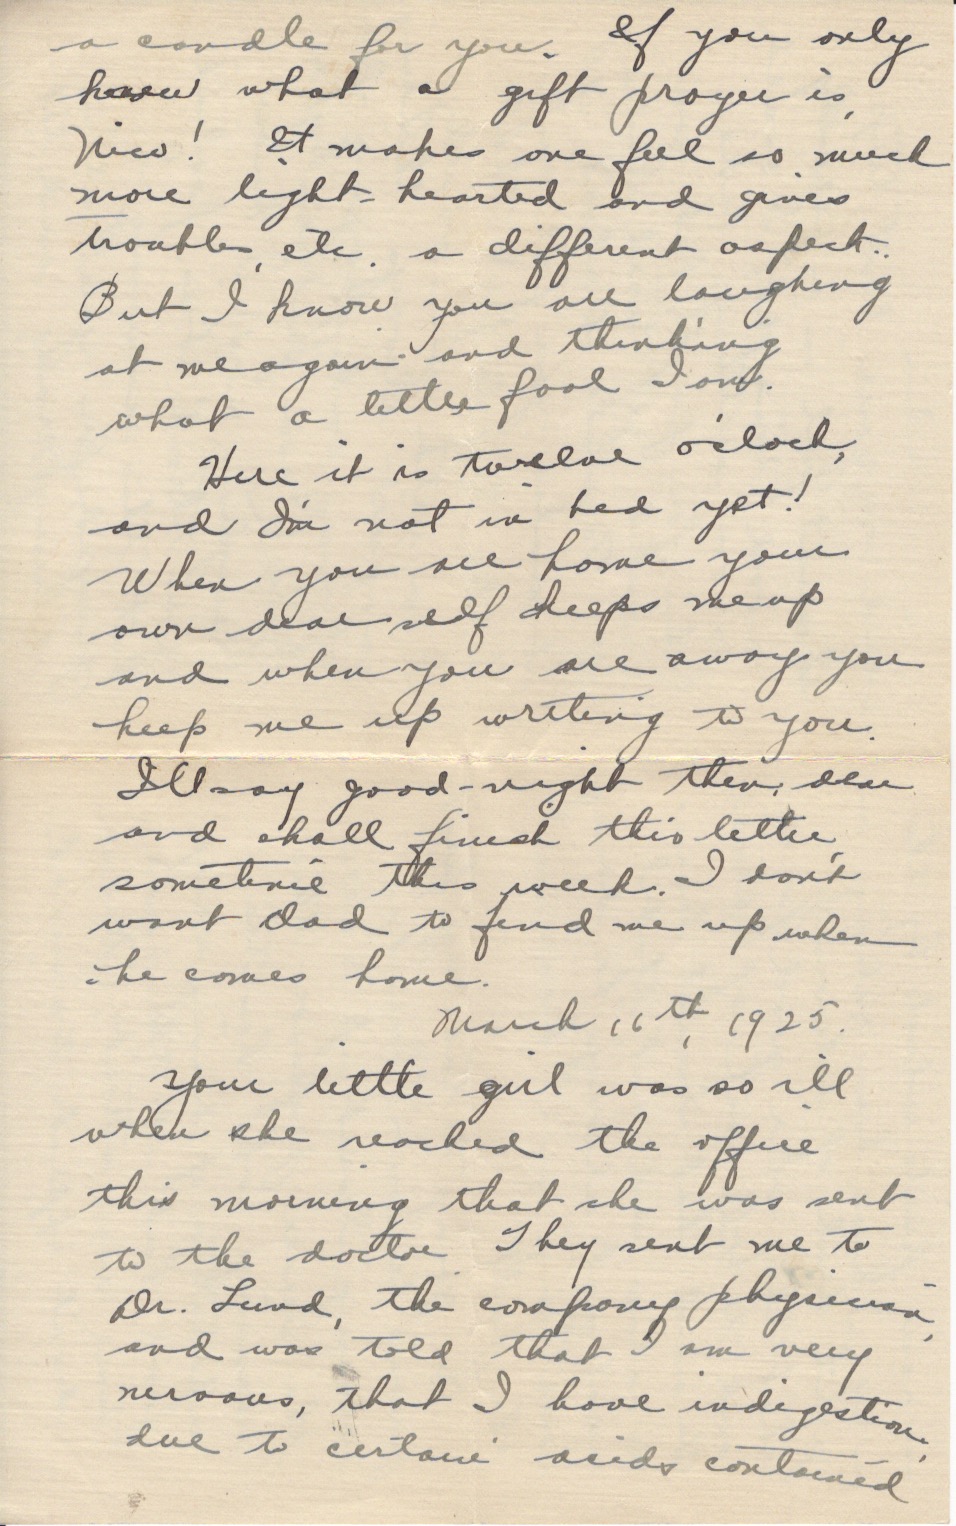 a candle for you. If you only
know what a gift prayer is,
Nico! It makes one feel so much
more light-hearted and gives
troubles, etc. a different aspect..
But I know you are laughing
at me again and thinking
what a little fool I am.
Here it is twelve o'clock,
and I'm not in bed yet!
When you are home your
own dear self keeps me up
and when you are away you
keep me up writing to you.
I'll say good-night then, dear
and shall finish this letter
sometime this week. I don't
want Dad to find me up when
he comes home.
March 16th, 1925.
Your little girl was so ill
when she reached the office
this morning that she was sent
to the doctor. They sent me to
Dr. Lund, the company physician,
and was told that I am very
nervous, that I have indigestion,
due to certain acids contained